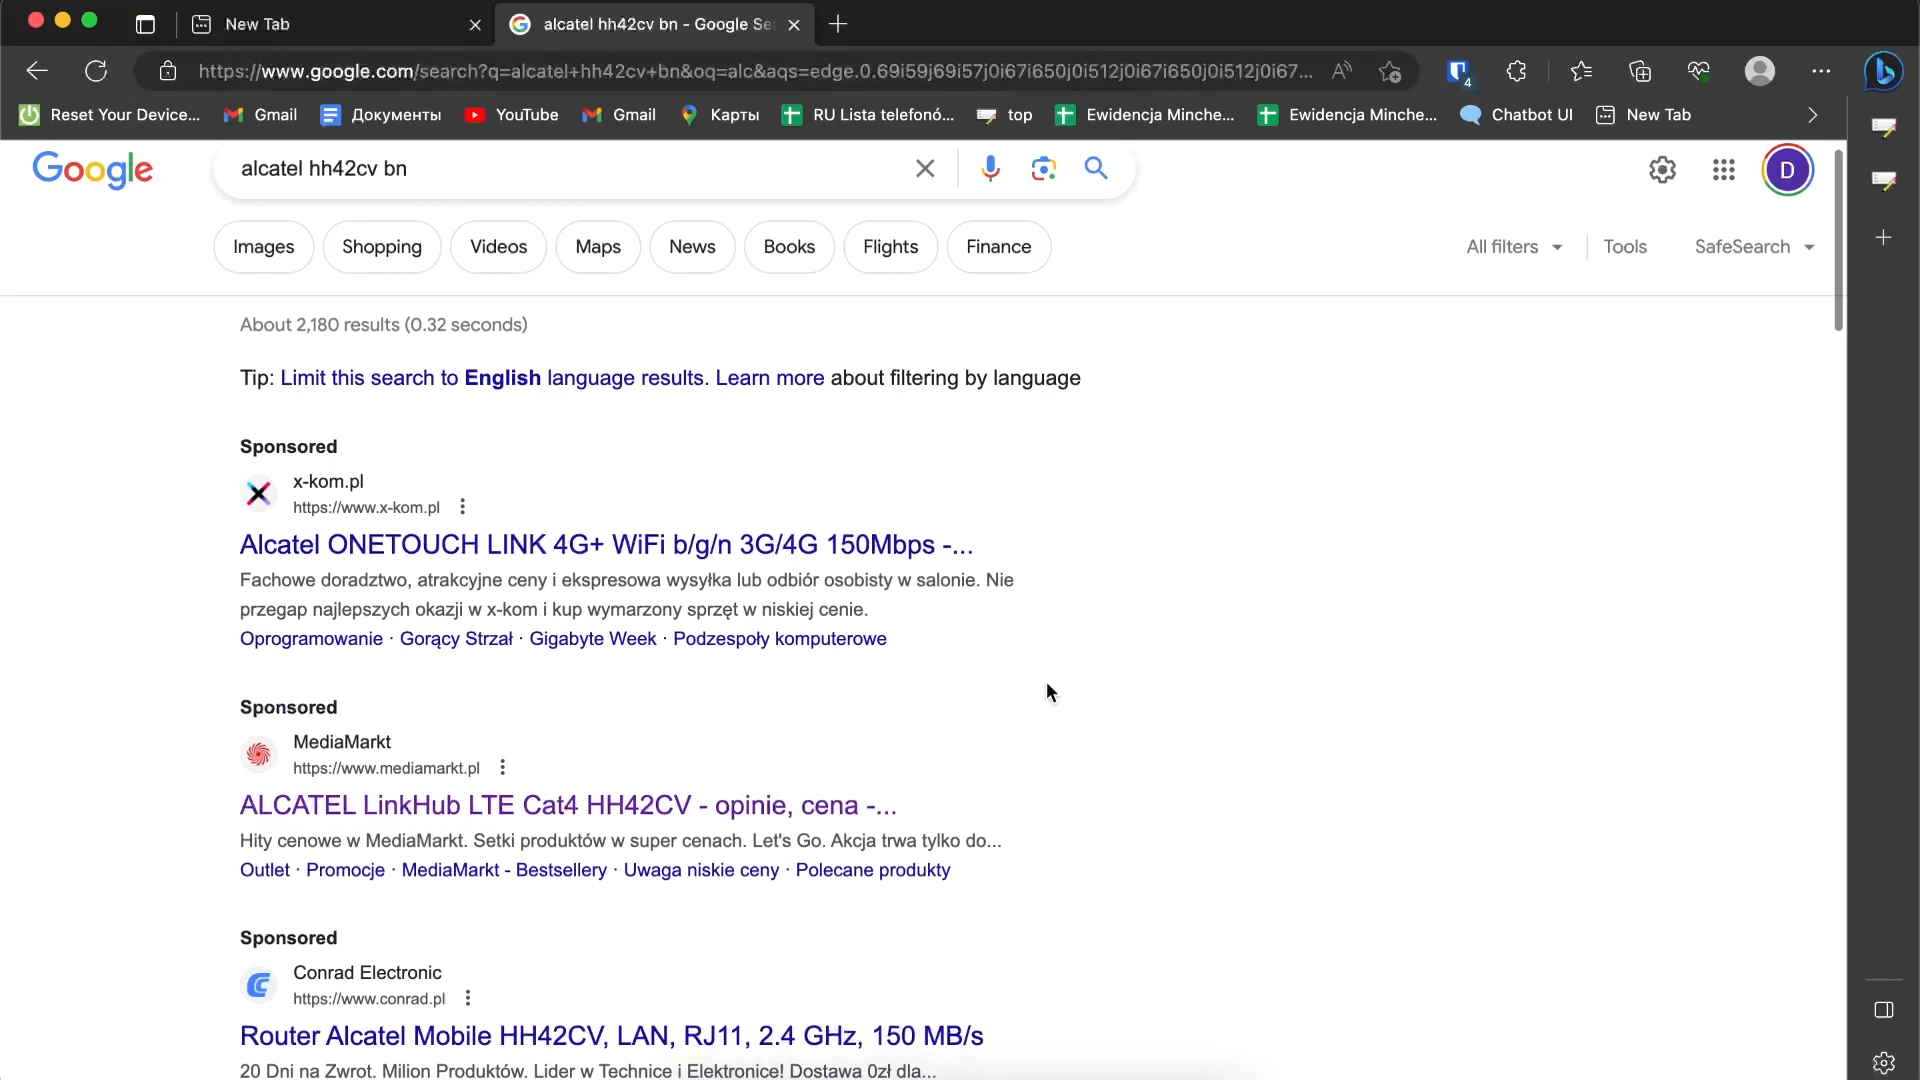 New Tab
alcatel hh42cv bn - Google Se
https://www.google.com/search?q=alcatel+hh42cv+bn&oq=alc&aqs=edge.0.69i59j69i57j0i67i650j0i512j0i67i650j0i512j0i67...
4
Reset Your Device...
Gmail
Документы
YouTube
Gmail
Карты
RU Lista telefonó...
top
Ewidencja Minche...
Ewidencja Minche...
Chatbot UI
New Tab
Google
alcatel hh42cv bn
D
Images
Shopping
Videos
Maps
News
Books
Flights
Finance
All filters
Tools
SafeSearch
About 2,180 results (0.32 seconds)
Tip: Limit this search to English language results. Learn more about filtering by language
Sponsored
x-kom.pl
https://www.x-kom.pl
Alcatel ONETOUCH LINK 4G+ WiFi b/g/n 3G/4G 150Mbps -...
Fachowe doradztwo, atrakcyjne ceny i ekspresowa wysyłka lub odbiór osobisty w salonie. Nie
przegap najlepszych okazji w x-kom i kup wymarzony sprzęt w niskiej cenie.
Oprogramowanie · Gorący Strzał · Gigabyte Week · Podzespoły komputerowe
Sponsored
MediaMarkt
https://www.mediamarkt.pl
ALCATEL LinkHub LTE Cat4 HH42CV - opinie, cena -...
Hity cenowe w MediaMarkt. Setki produktów w super cenach. Let's Go. Akcja trwa tylko do...
Outlet · Promocje · MediaMarkt - Bestsellery · Uwaga niskie ceny · Polecane produkty
Sponsored
Conrad Electronic
https://www.conrad.pl
Router Alcatel Mobile HH42CV, LAN, RJ11, 2.4 GHz, 150 MB/s
20 Dni na Zwrot. Milion Produktów. Lider w Technice i Elektronice! Dostawa 0zł dla...